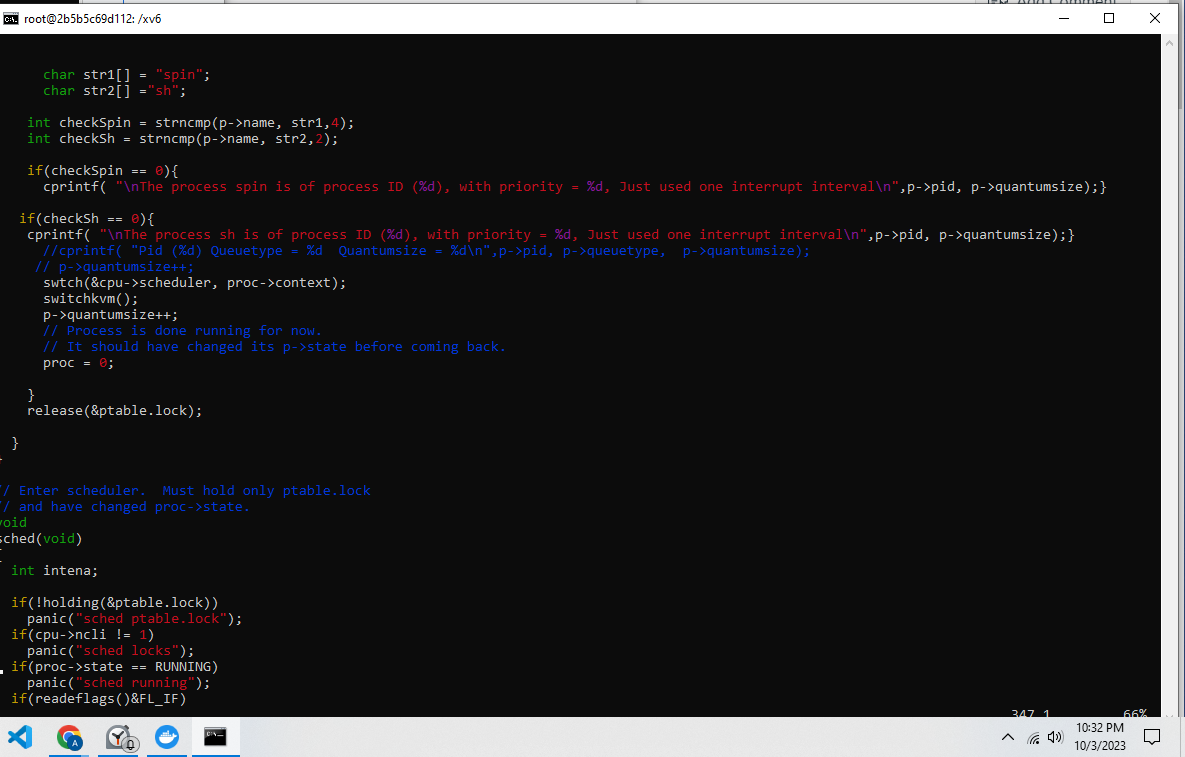 root@2b5b5c69d112: /xv6
char str1[] = "spin";
char str2[] ="sh";
int checkSpin = strncmp(p->name, str1,4);
int checkSh = strncmp(p->name, str2,2);
if(checkSpin == 0){
cprintf( "\nThe process spin is of process ID (%d), with priority = %d, Just used one interrupt interval\n",p->pid, p->quantumsize);}
if(checkSh == 0){
cprintf( "\nThe process sh is of process ID (%d), with priority = %d, Just used one interrupt interval\n",p->pid, p->quantumsize);}
//cprintf( "Pid (%d) Queuetype = %d  Quantumsize = %d\n",p->pid, p->queuetype,  p->quantumsize);
// p->quantumsize++;
swtch(&cpu->scheduler, proc->context);
switchkvm();
p->quantumsize++;
// Process is done running for now.
// It should have changed its p->state before coming back.
proc = 0;
}
release(&ptable.lock);
}
// Enter scheduler.  Must hold only ptable.lock
// and have changed proc->state.
void
sched(void)
int intena;
if(!holding(&ptable.lock))
panic("sched ptable.lock");
if(cpu->ncli != 1)
panic("sched locks");
if(proc->state == RUNNING)
panic("sched running");
if(readeflags()&FL_IF)
347,1 66%
10:32 PM
10/3/2023